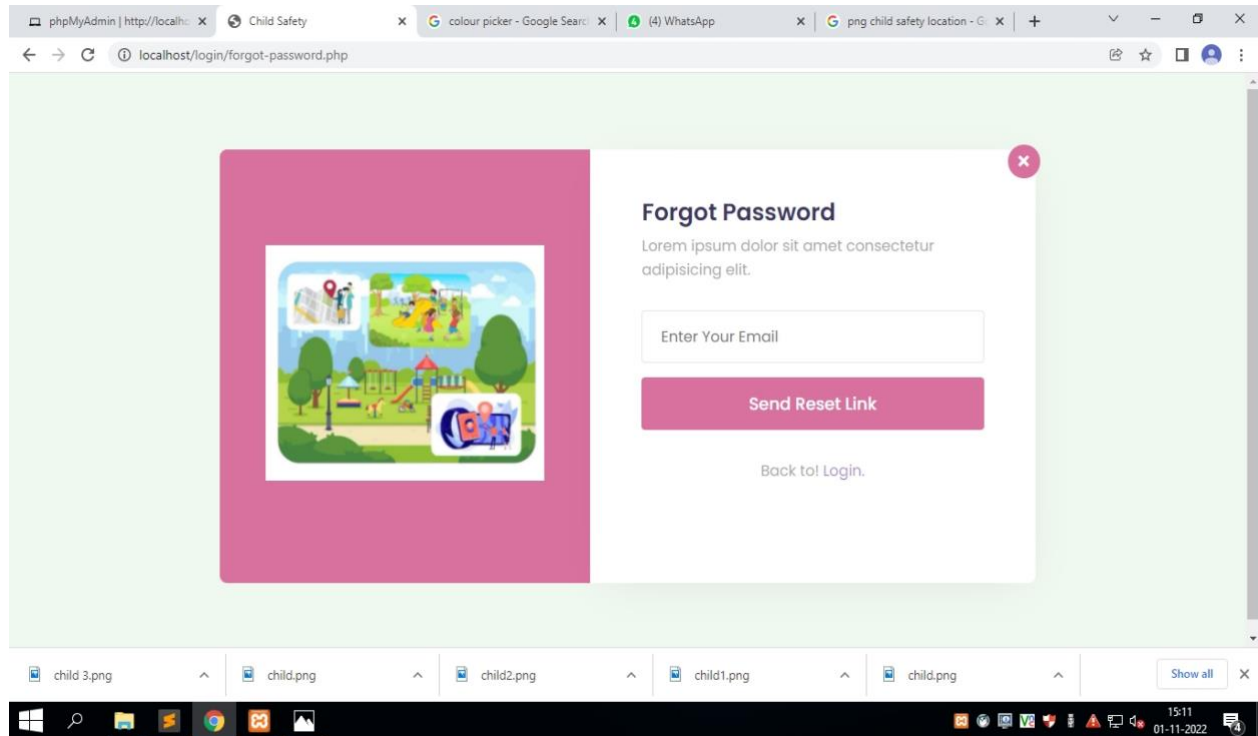 phpMyAdmin | http://localho
Child Safety
colour picker - Google Search
(4) WhatsApp
png child safety location - G
localhost/login/forgot-password.php
Forgot Password
Lorem ipsum dolor sit amet consectetur
adipisicing elit.
Enter Your Email
Send Reset Link
Back to! Login.
child 3.png
child.png
child2.png
child1.png
child.png
Show all
15:11
01-11-2022
4